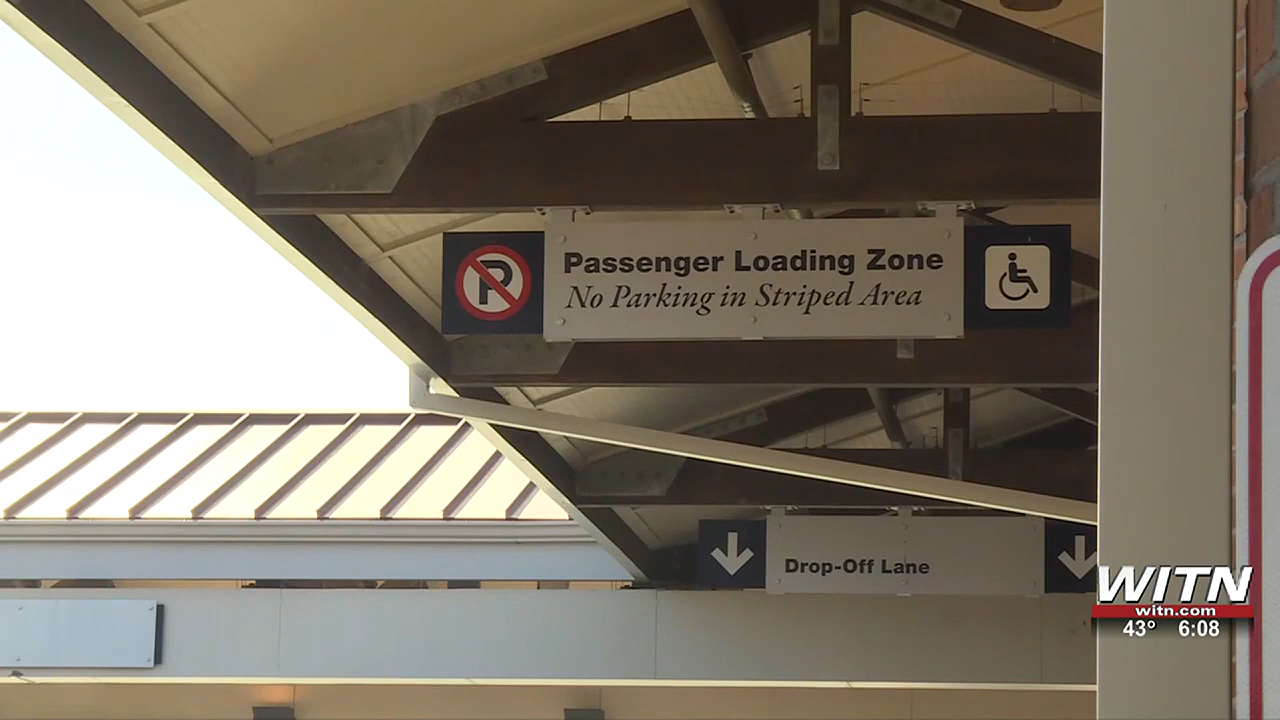 P
Passenger Loading Zone
No Parking in Striped Area
Drop-Off Lane
WITN
witn.com
43° 6:08